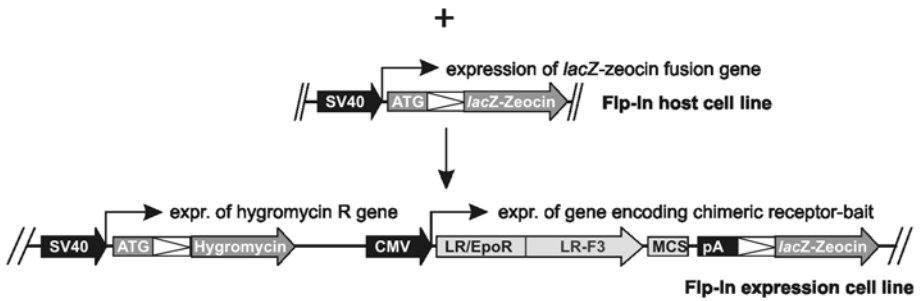 +
expression of lacZ-zeocin fusion gene
SV40 ATG lacZ-Zeocin Flp-In host cell line
expr. of hygromycin R gene expr. of gene encoding chimeric receptor-bait
SV40 ATG Hygromycin CMV LR/EpoR LR-F3 MCS pA lacZ-Zeocin
Flp-In expression cell line